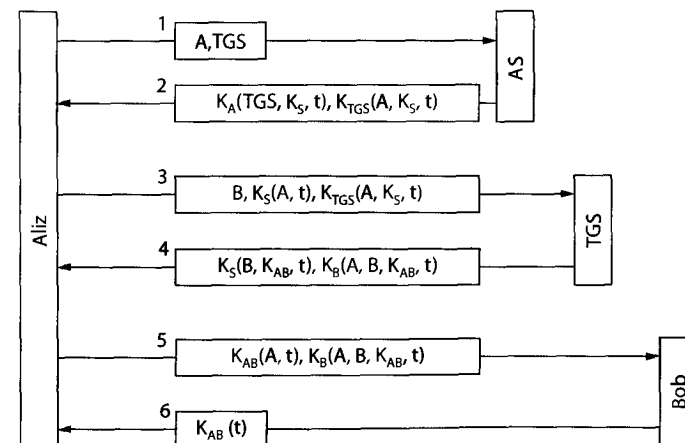 1
A,TGS
AS
2
K_A(TGS, K_S, t), K_TGS(A, K_S, t)
3
B, K_S(A, t), K_TGS(A, K_S, t)
TGS
Aliz
4
K_S(B, K_AB, t), K_B(A, B, K_AB, t)
5
K_AB(A, t), K_B(A, B, K_AB, t)
Bob
6
K_AB (t)